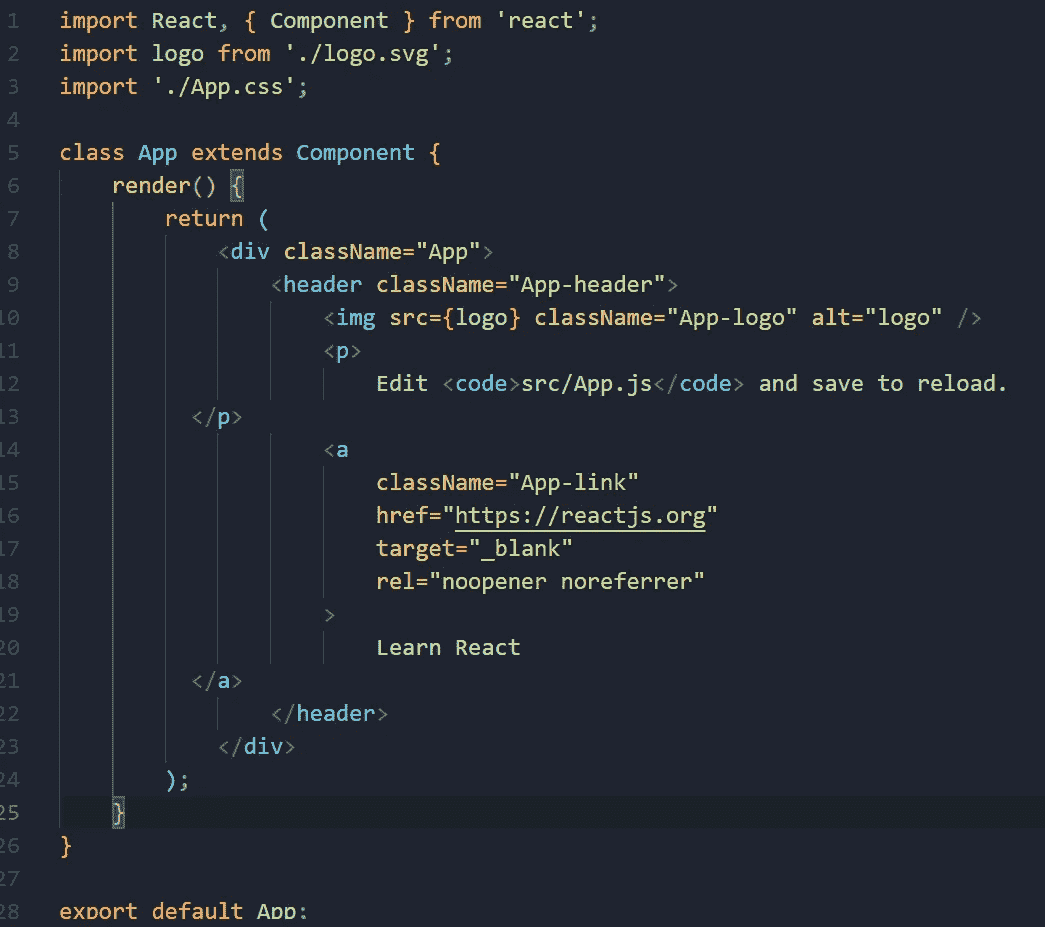 1 import React, { Component } from 'react';
2 import logo from './logo.svg';
3 import './App.css';
4
5 class App extends Component {
6     render() {
7         return (
8             <div className="App">
9                 <header className="App-header">
10                     <img src={logo} className="App-logo" alt="logo" />
11                     <p>
12                         Edit <code>src/App.js</code> and save to reload.
13           </p>
14                     <a
15                         className="App-link"
16                         href="https://reactjs.org"
17                         target="_blank"
18                         rel="noopener noreferrer"
19                     >
20                         Learn React
21           </a>
22                 </header>
23             </div>
24         );
25     }
26 }
27
28 export default App;